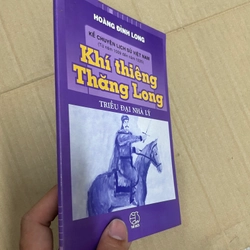 HOÀNG ĐÌNH LONG
KỂ CHUYỆN LỊCH SỬ VIỆT NAM
Khí thiêng
Thăng Long
TRIỀU ĐẠI NHÀ LÝ